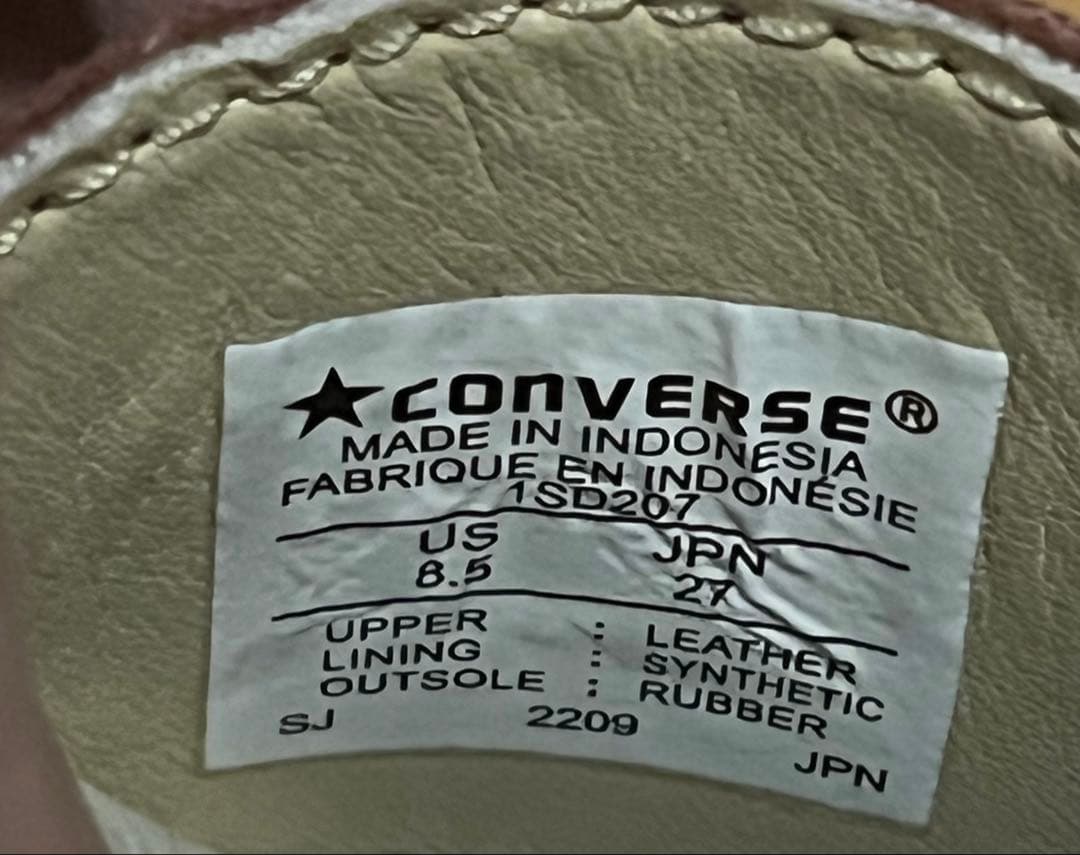 ★CONVERSE®
MADE IN INDONESIA
FABRIQUE EN INDONÉSIE
1SD207
US JPN
8.5 27
UPPER : LEATHER
LINING : SYNTHETIC
OUTSOLE : RUBBER
SJ 2209 JPN